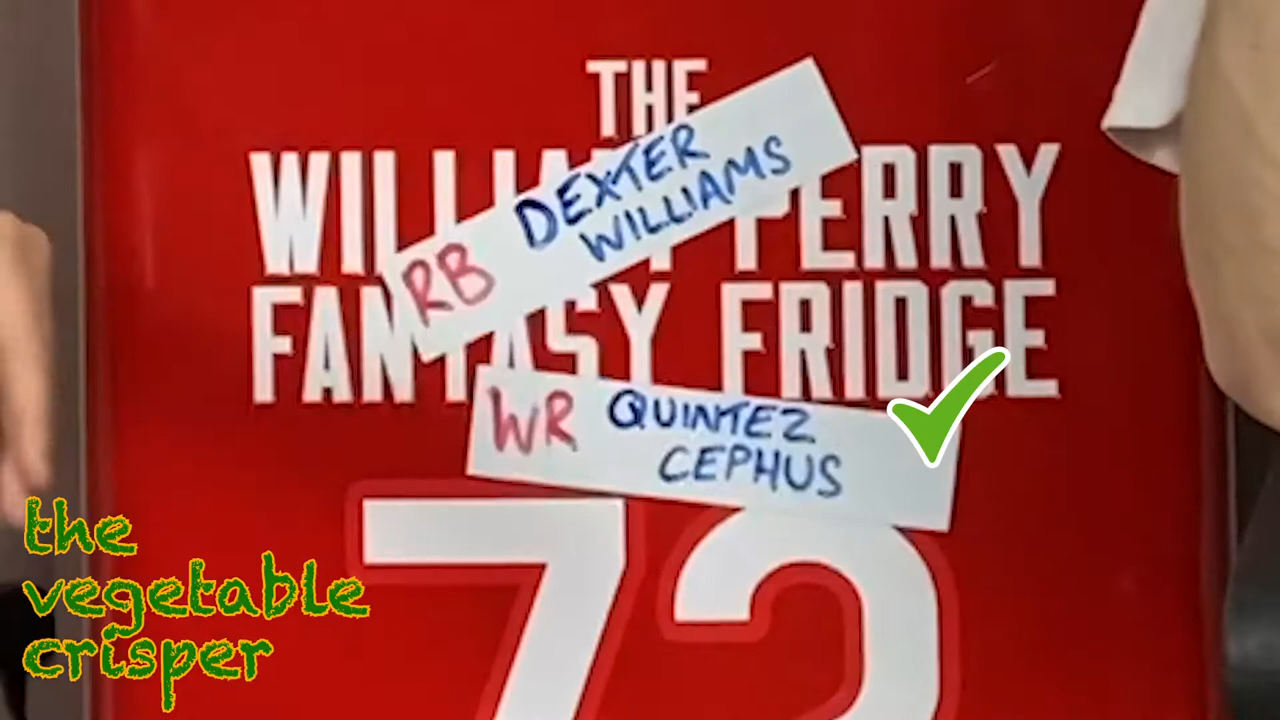 THE
WILLIAM PERRY
FANTASY FRIDGE
RB DEXTER
WILLIAMS
WR QUINTEZ
CEPHUS
72
the
vegetable
crisper